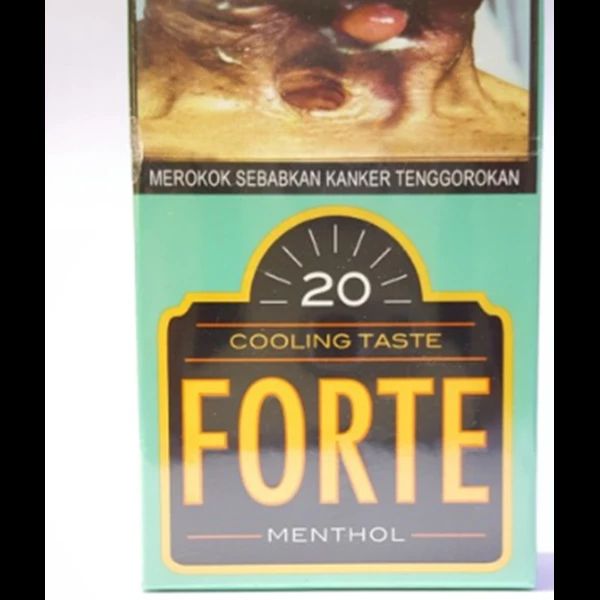 MEROKOK SEBABKAN KANKER TENGGOROKAN
20
COOLING TASTE
FORTE
MENTHOL